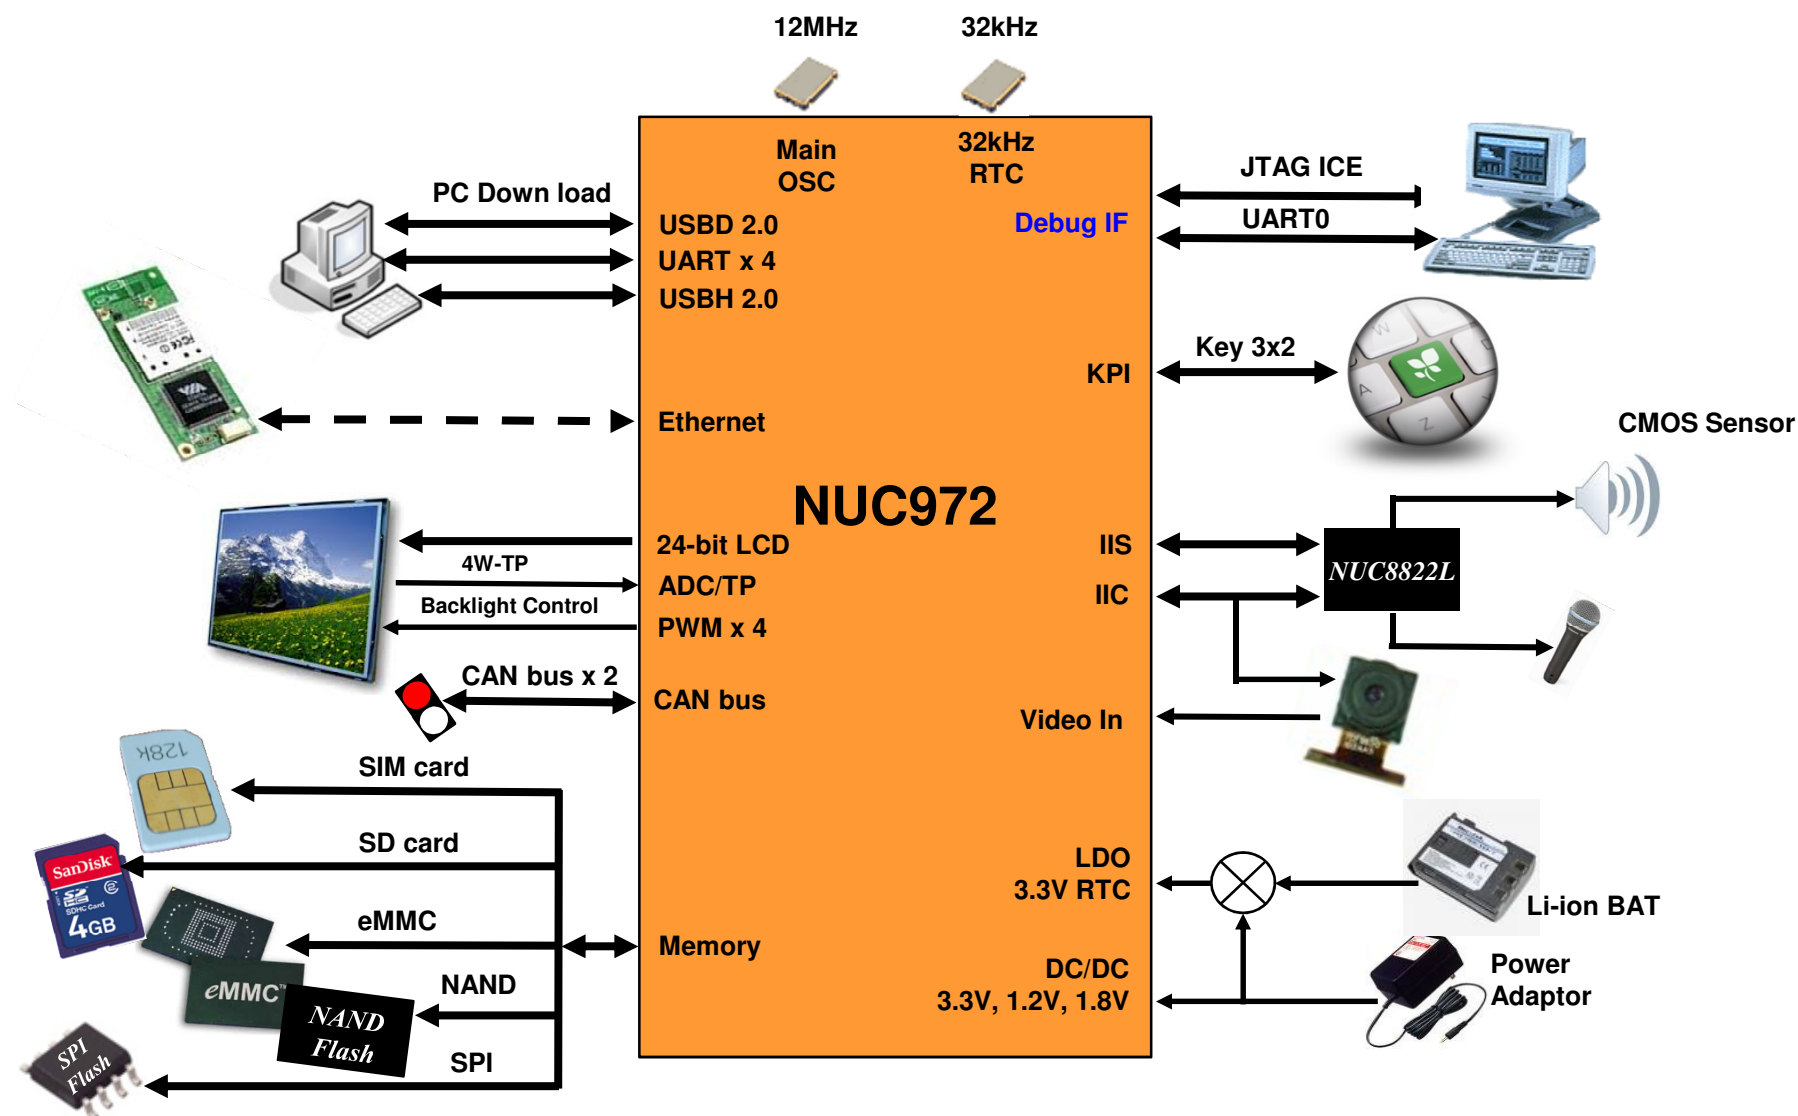 12MHz
32kHz
Main
OSC
32kHz
RTC
PC Down load
USBD 2.0
UART x 4
USBH 2.0
Debug IF
JTAG ICE
UART0
KPI
Key 3x2
Ethernet
VIA
CMOS Sensor
NUC972
24-bit LCD
4W-TP
ADC/TP
Backlight Control
PWM x 4
IIS
IIC
NUC8822L
CAN bus x 2
CAN bus
Video In
128K
SIM card
SD card
SanDisk
SDHC Card
4GB
eMMC
eMMC
Memory
NAND
NAND
Flash
SPI
SPI
Flash
LDO
3.3V RTC
Li-ion BAT
DC/DC
3.3V, 1.2V, 1.8V
Power
Adaptor
W
A
Z